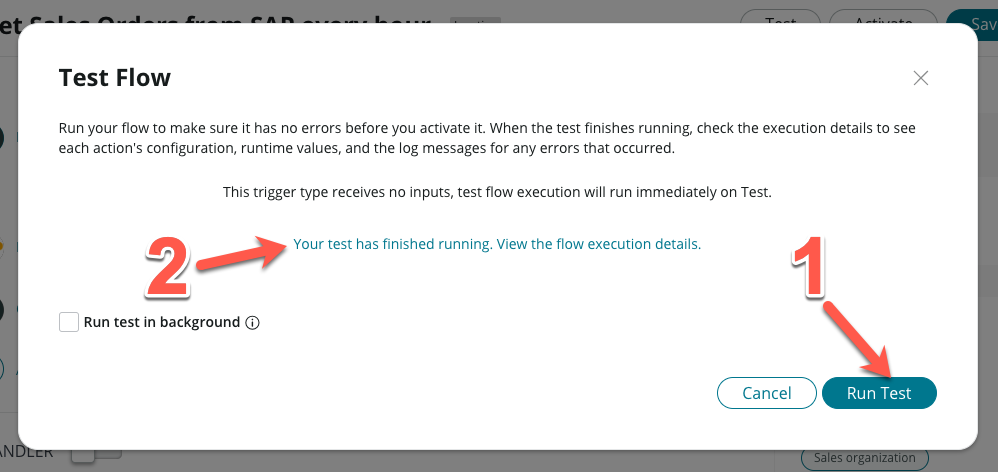 et Sales Orders from SAP every hour
Test
Activate
Sav
Test Flow
Run your flow to make sure it has no errors before you activate it. When the test finishes running, check the execution details to see
each action's configuration, runtime values, and the log messages for any errors that occurred.
This trigger type receives no inputs, test flow execution will run immediately on Test.
2
Your test has finished running. View the flow execution details.
1
Run test in background
Cancel
Run Test
ANDLER
Sales organization